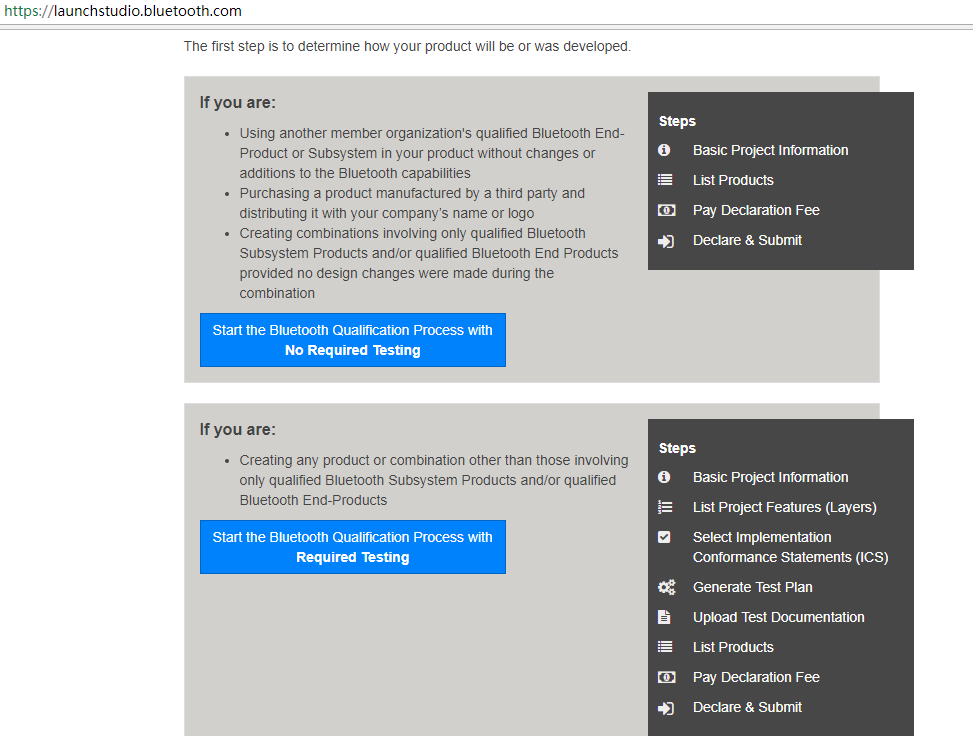 https://launchstudio.bluetooth.com
The first step is to determine how your product will be or was developed.
If you are:
• Using another member organization's qualified Bluetooth End-
Product or Subsystem in your product without changes or
additions to the Bluetooth capabilities
• Purchasing a product manufactured by a third party and
distributing it with your company’s name or logo
• Creating combinations involving only qualified Bluetooth
Subsystem Products and/or qualified Bluetooth End Products
provided no design changes were made during the
combination
Start the Bluetooth Qualification Process with
No Required Testing
Steps
Basic Project Information
List Products
Pay Declaration Fee
Declare & Submit
If you are:
• Creating any product or combination other than those involving
only qualified Bluetooth Subsystem Products and/or qualified
Bluetooth End-Products
Start the Bluetooth Qualification Process with
Required Testing
Steps
Basic Project Information
List Project Features (Layers)
Select Implementation
Conformance Statements (ICS)
Generate Test Plan
Upload Test Documentation
List Products
Pay Declaration Fee
Declare & Submit